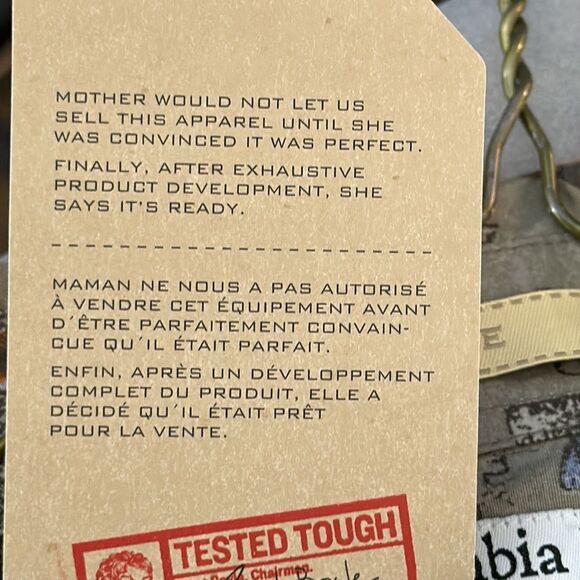 MOTHER WOULD NOT LET US
SELL THIS APPAREL UNTIL SHE
WAS CONVINCED IT WAS PERFECT.
FINALLY, AFTER EXHAUSTIVE
PRODUCT DEVELOPMENT, SHE
SAYS IT'S READY.
MAMAN NE NOUS A PAS AUTORISÉ
À VENDRE CET ÉQUIPEMENT AVANT
D'ÊTRE PARFAITEMENT CONVAIN-
CUE QU'IL ÉTAIT PARFAIT.
ENFIN, APRÈS UN DÉVELOPPEMENT
COMPLET DU PRODUIT, ELLE A
DÉCIDÉ QU'IL ÉTAIT PRÊT
POUR LA VENTE.
TESTED TOUGH
Chairman.
E
bia